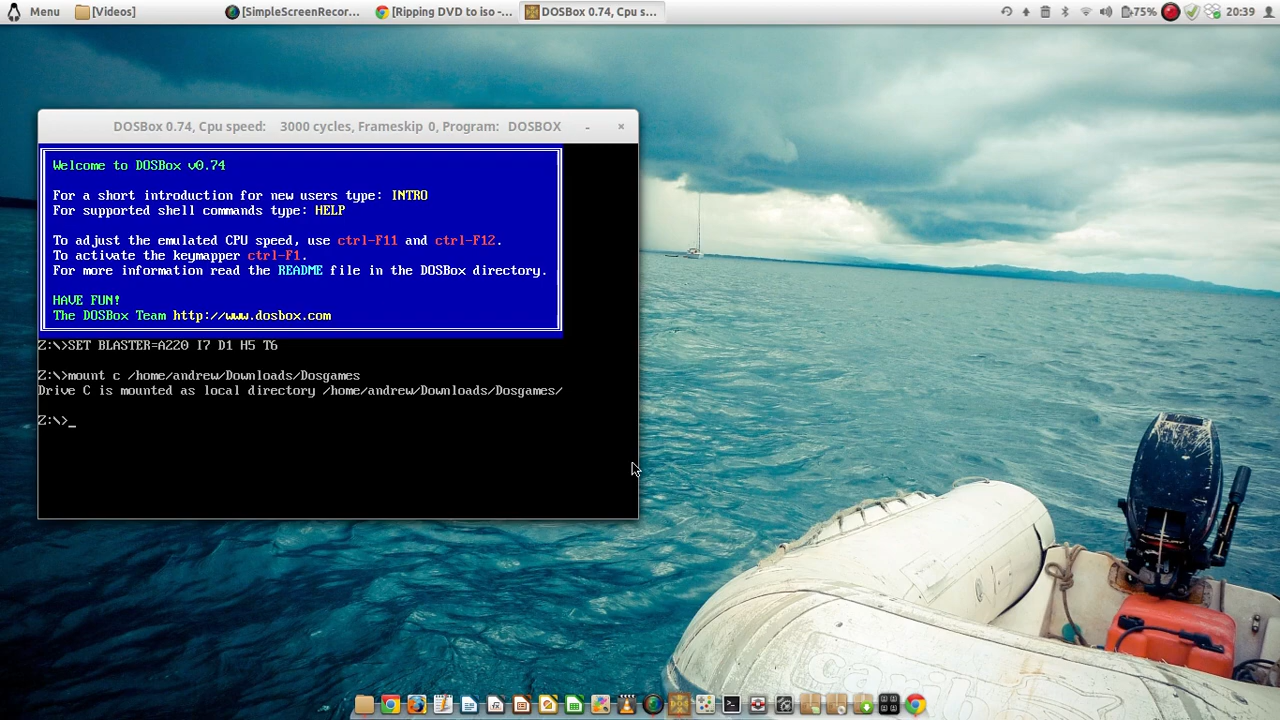 Menu [Videos] [SimpleScreenRecor... [Ripping DVD to iso -... DOSBox 0.74, Cpu s... 75% 20:39
DOSBox 0.74, Cpu speed: 3000 cycles, Frameskip 0, Program: DOSBOX - ×
Welcome to DOSBox v0.74
For a short introduction for new users type: INTRO
For supported shell commands type: HELP
To adjust the emulated CPU speed, use ctrl-F11 and ctrl-F12.
To activate the keymapper ctrl-F1.
For more information read the README file in the DOSBox directory.
HAVE FUN!
The DOSBox Team http://www.dosbox.com
Z:\>SET BLASTER=A220 I7 D1 H5 T6
Z:\>mount c /home/andrew/Downloads/Dosgames
Drive C is mounted as local directory /home/andrew/Downloads/Dosgames/
Z:\>_